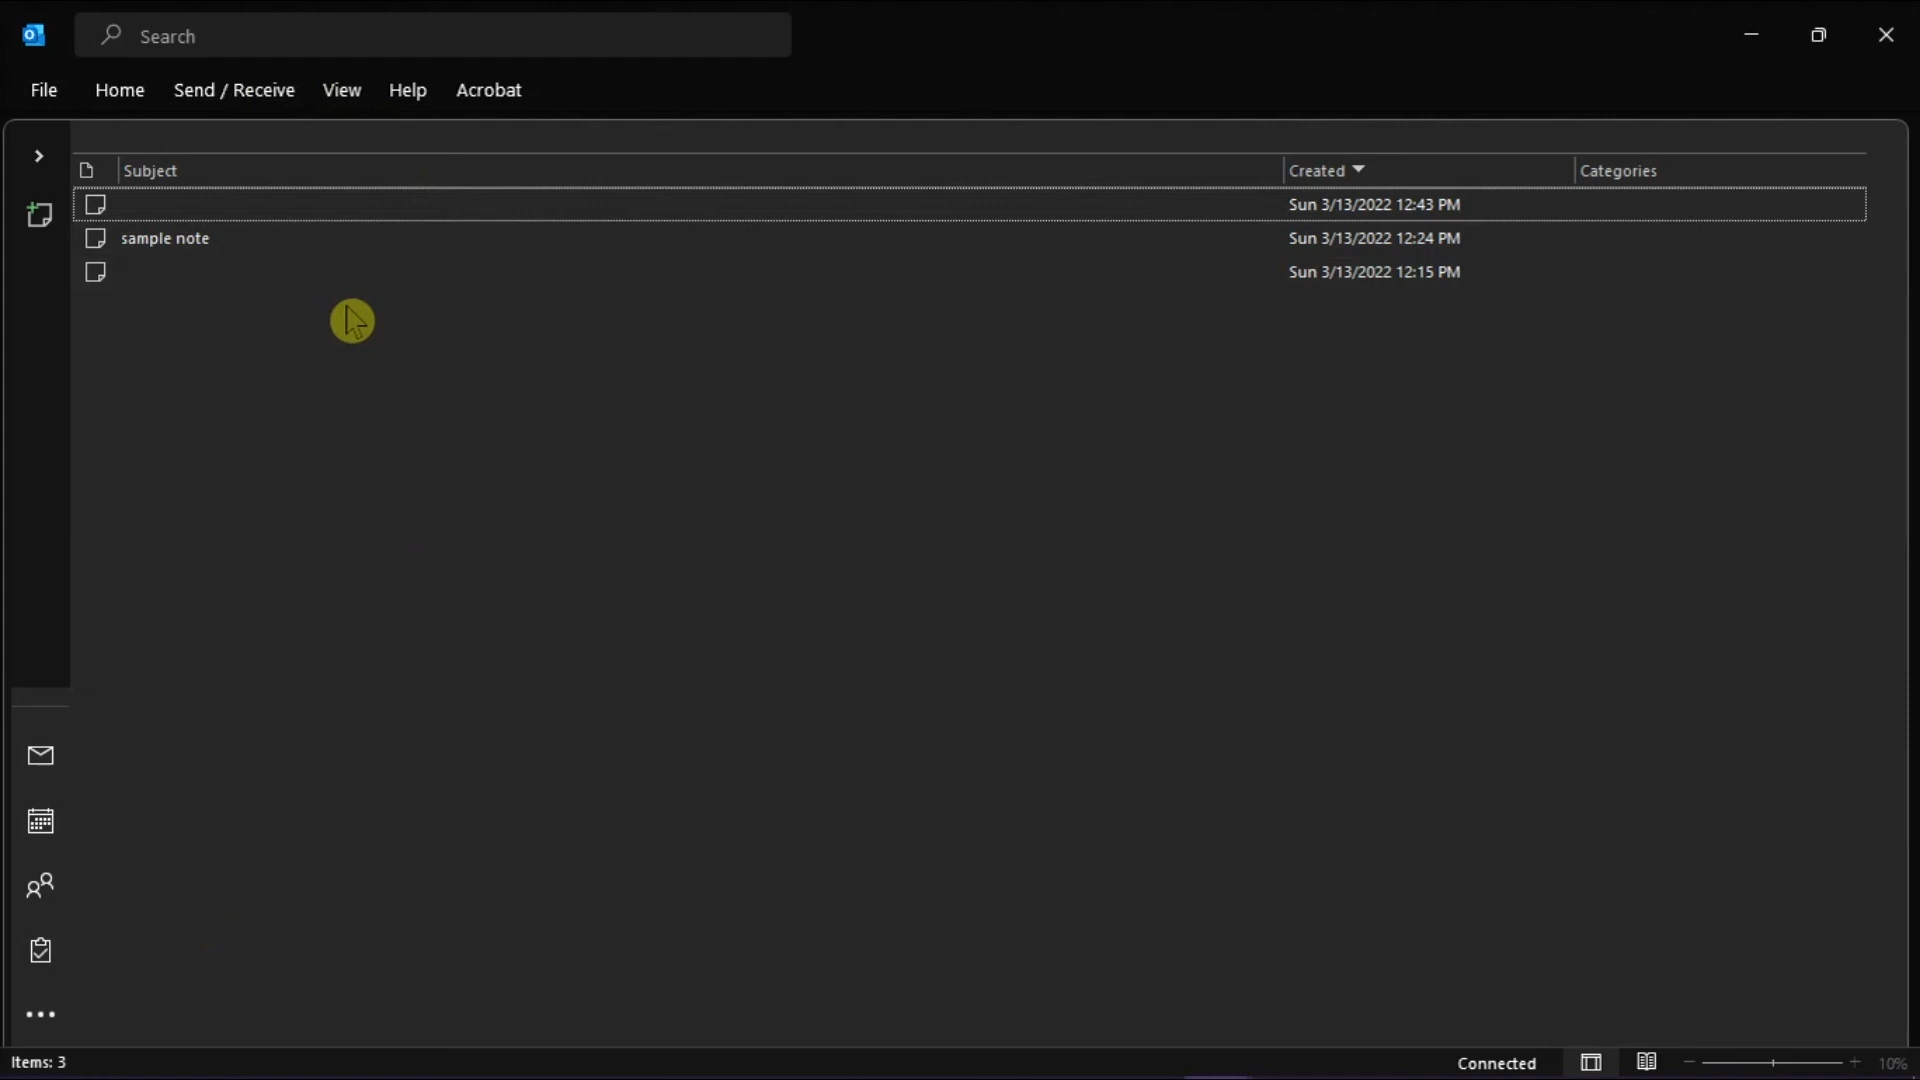 Search
File Home Send / Receive View Help Acrobat
Subject Created Categories
Sun 3/13/2022 12:43 PM
sample note Sun 3/13/2022 12:24 PM
Sun 3/13/2022 12:15 PM
Items: 3 Connected 10%